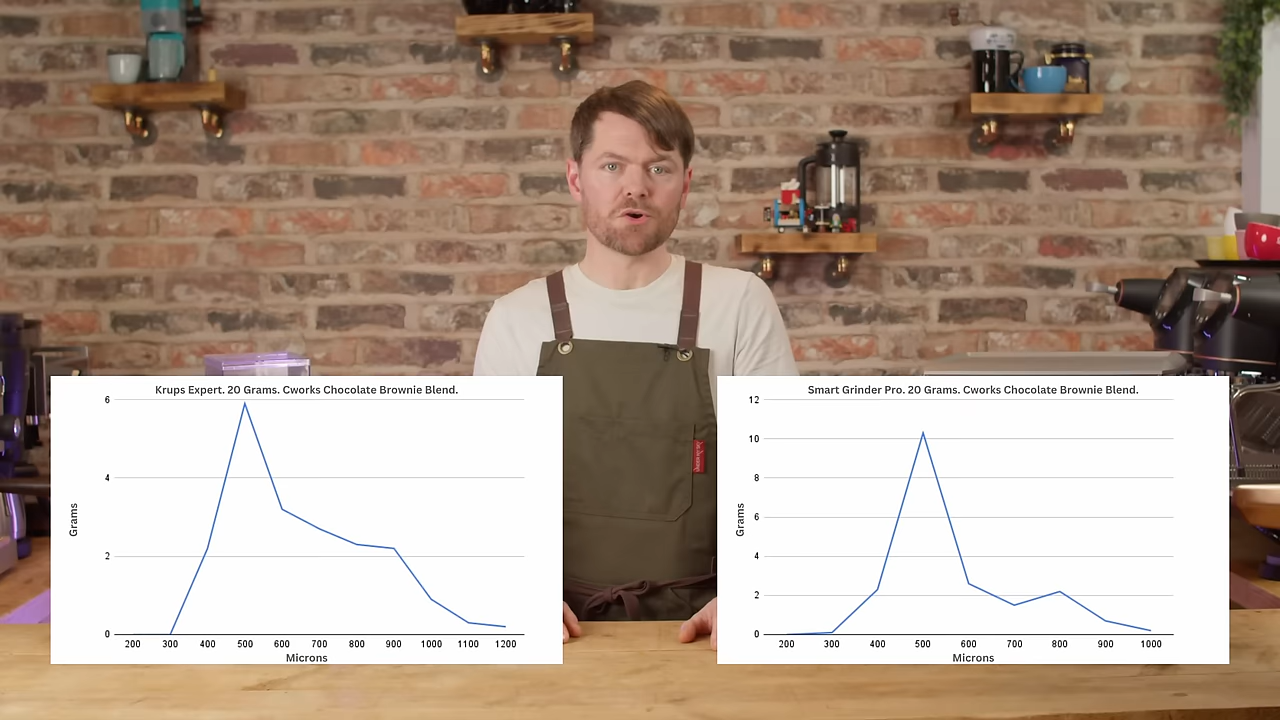 Krups Expert. 20 Grams. Cworks Chocolate Brownie Blend.
6
4
2
0
Grams
200 300 400 500 600 700 800 900 1000 1100 1200
Microns
Smart Grinder Pro. 20 Grams. Cworks Chocolate Brownie Blend.
12
10
8
6
4
2
0
Grams
200 300 400 500 600 700 800 900 1000
Microns